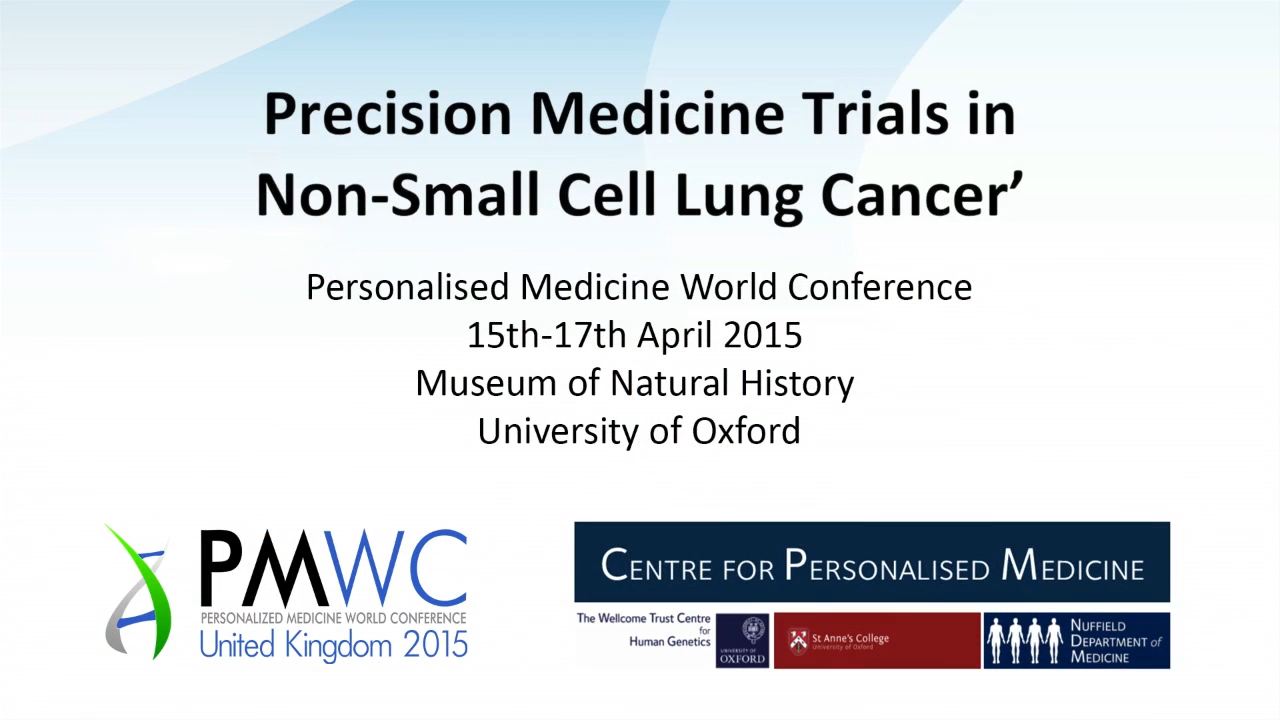 Precision Medicine Trials in
Non-Small Cell Lung Cancer’
Personalised Medicine World Conference
15th-17th April 2015
Museum of Natural History
University of Oxford
PMWC
PERSONALIZED MEDICINE WORLD CONFERENCE
United Kingdom 2015
CENTRE FOR PERSONALISED MEDICINE
The Wellcome Trust Centre
for
Human Genetics
UNIVERSITY OF
OXFORD
St Anne's College
University of Oxford
NUFFIELD
DEPARTMENT of
MEDICINE